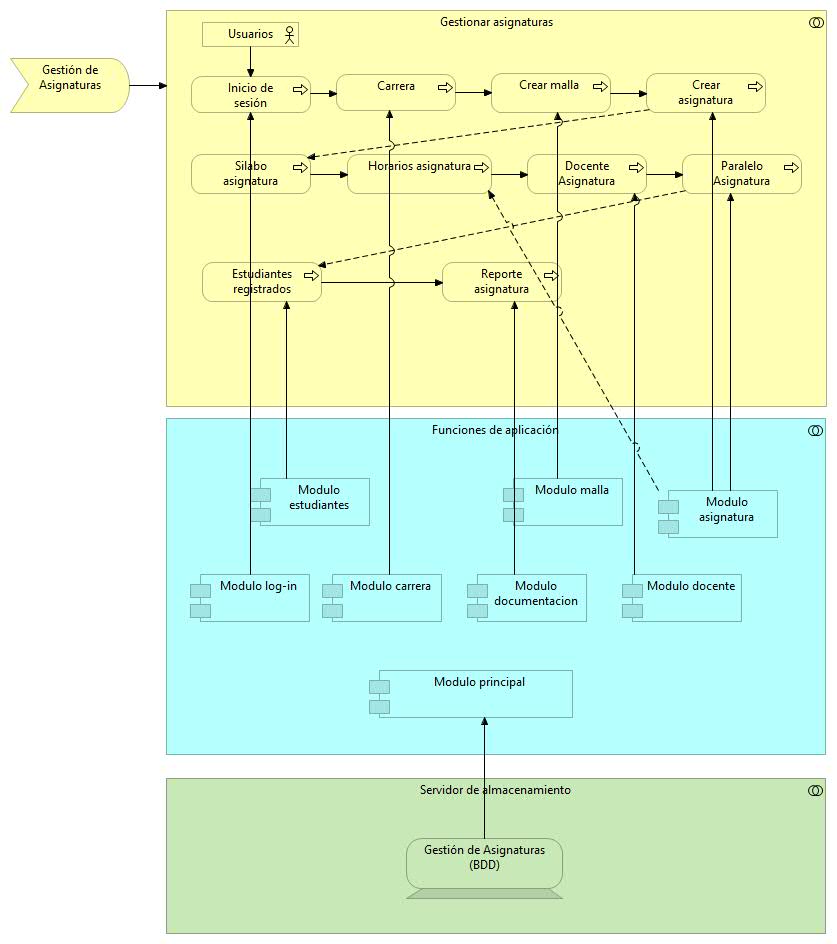 Gestionar asignaturas
Usuarios
Gestión de
Asignaturas
Inicio de
sesión
Carrera
Crear malla
Crear
asignatura
Silabo
asignatura
Horarios asignatura
Docente
Asignatura
Paralelo
Asignatura
Estudiantes
registrados
Reporte
asignatura
Funciones de aplicación
Modulo
estudiantes
Modulo malla
Modulo
asignatura
Modulo log-in
Modulo carrera
Modulo
documentacion
Modulo docente
Modulo principal
Servidor de almacenamiento
Gestión de Asignaturas
(BDD)